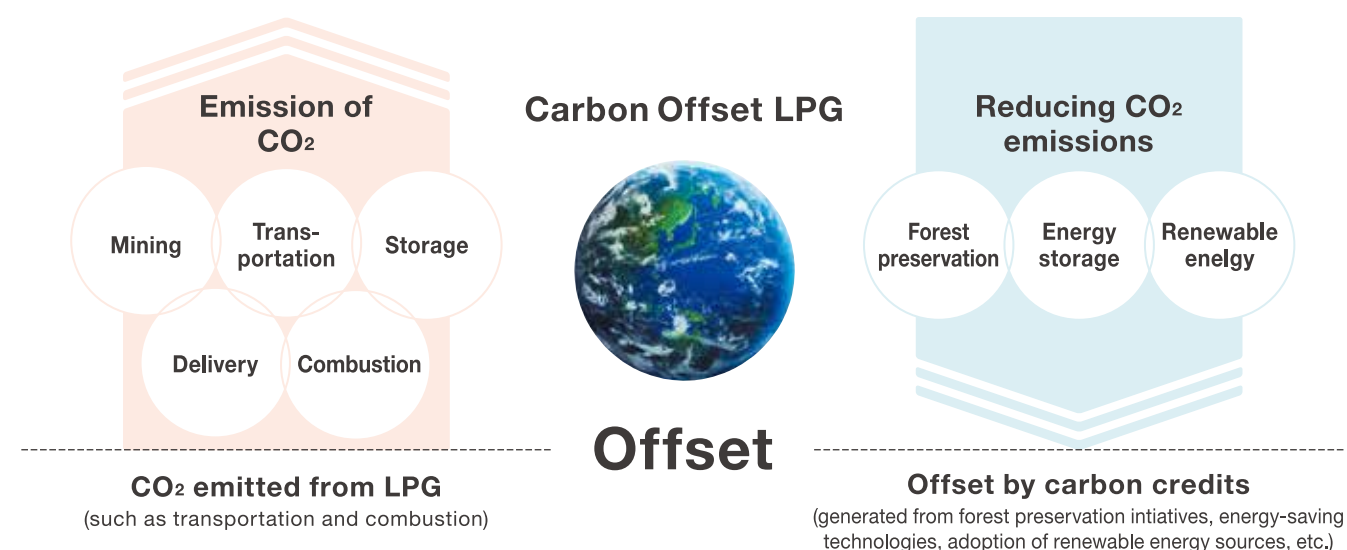 Emission of
CO₂
Mining
Trans-
portation
Storage
Delivery
Combustion
CO₂ emitted from LPG
(such as transportation and combustion)
Carbon Offset LPG
Offset
Reducing CO₂
emissions
Forest
preservation
Energy
storage
Renewable
enelgy
Offset by carbon credits
(generated from forest preservation intiatives, energy-saving
technologies, adoption of renewable energy sources, etc.)